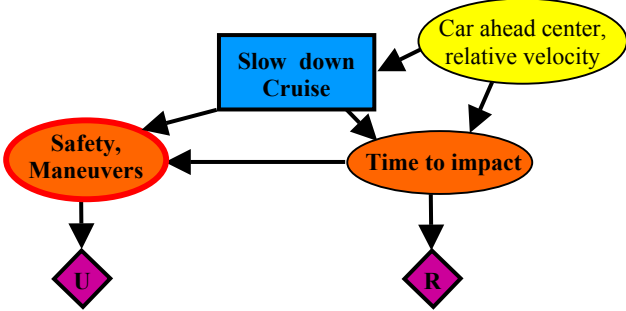 Car ahead center,
relative velocity
Slow down
Cruise
Safety,
Maneuvers
Time to impact
U
R